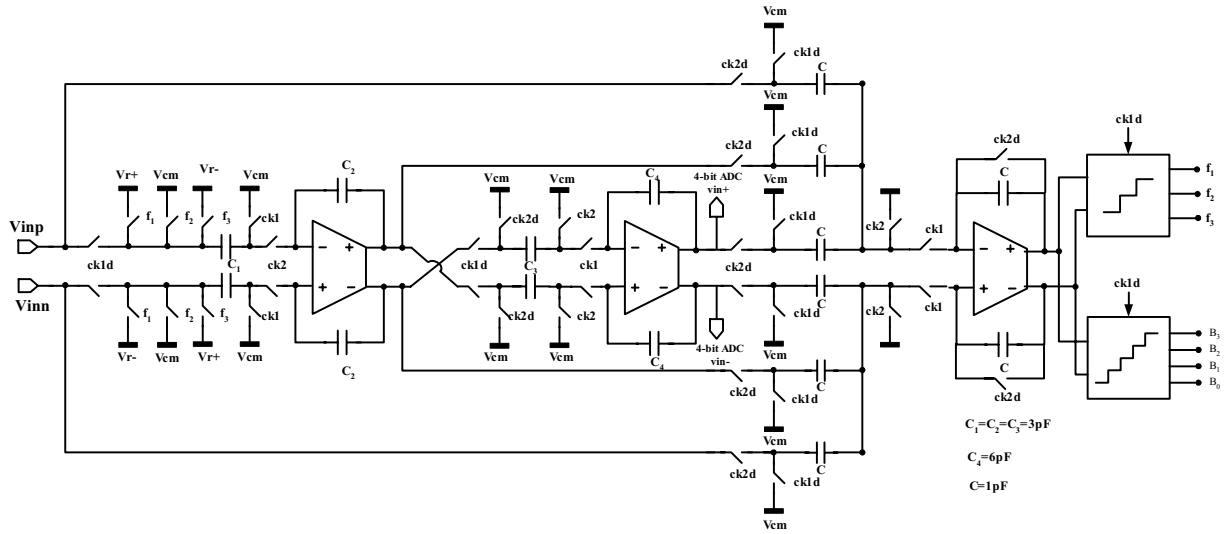 Vcm
ck1d
ck2d
C
Vcm
ck1d
ck2d
C
ck1d
Vr+
Vcm
Vr-
Vcm
C2
Vcm
Vcm
C4
4-bit ADC
vin+
Vcm
ck2d
C
f1
f2
f3
Vinp
f1
f2
f3
ck1
ck2d
ck2
ck1d
C
ck2
ck1
ck1d
C1
ck2
ck1d
C3
ck1
ck2d
C
Vinn
f1
f2
f3
ck1
ck2d
ck2
ck1d
ck2
ck1
ck1d
Vr-
Vcm
Vr+
Vcm
C2
Vcm
Vcm
C4
4-bit ADC
vin-
Vcm
C
B3
B2
B1
B0
ck2d
ck1d
C
ck2d
Vcm
Vcm
C1=C2=C3=3pF
ck2d
ck1d
C
C4=6pF
C=1pF
Vcm